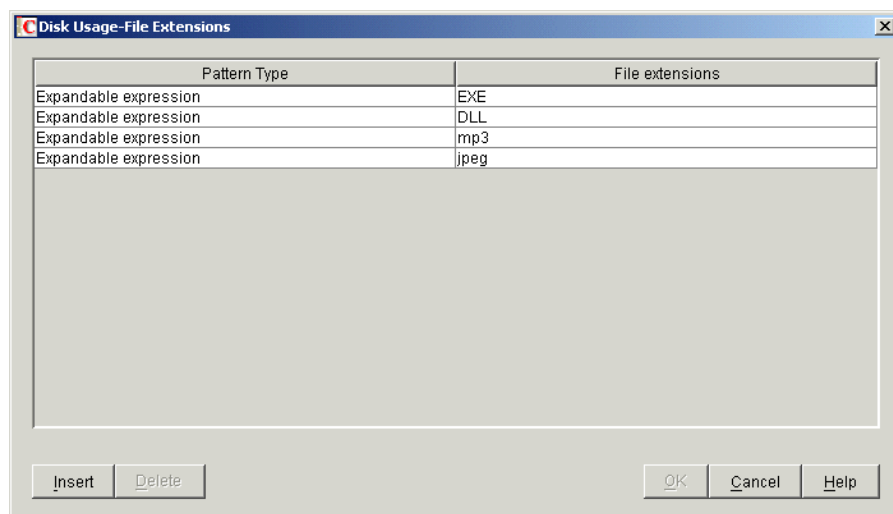 C Disk Usage-File Extensions
Pattern Type File extensions
Expandable expression EXE
Expandable expression DLL
Expandable expression mp3
Expandable expression jpeg
Insert Delete OK Cancel Help